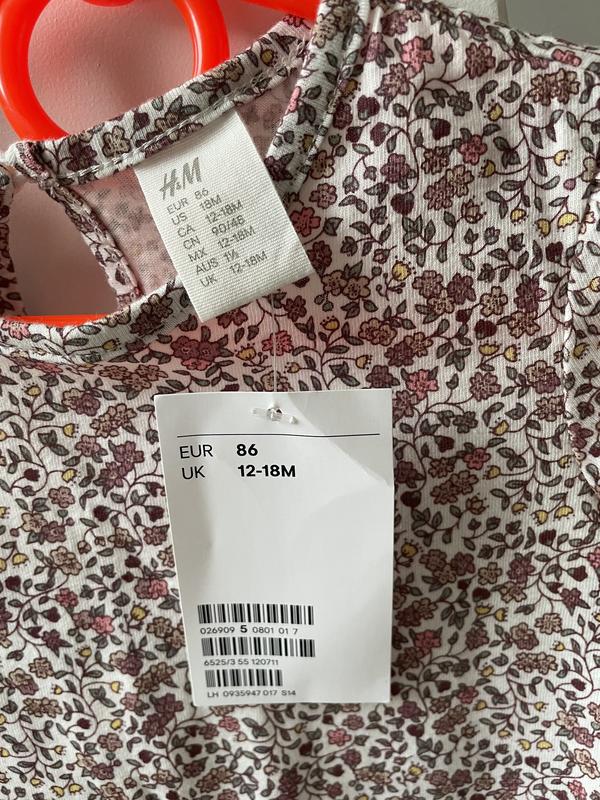 H&M
EUR 86
US 18M
CA 12-18M
CN 90/48
MX 12-18M
AUS 1½
UK 12-18M
EUR 86
UK 12-18M
026909 5 0801 01 7
6525/3 55 120711
LH 0935947 017 S14